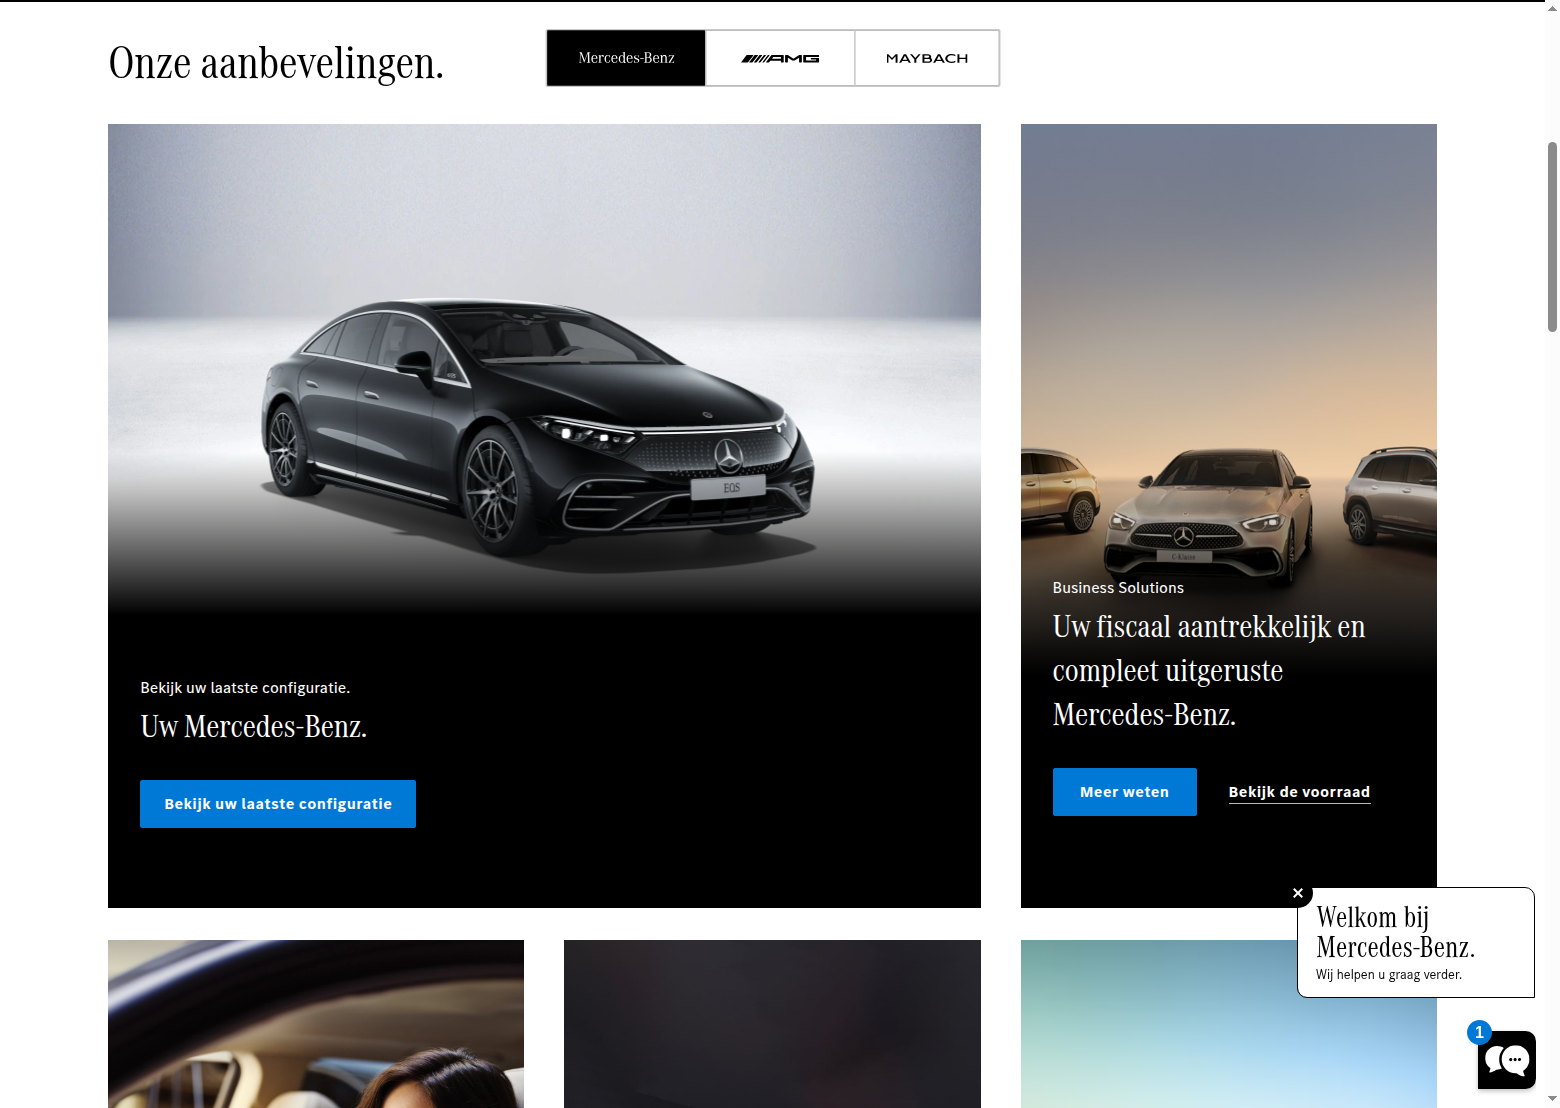 Onze aanbevelingen.
Mercedes-Benz
AMG
MAYBACH
EQS
Bekijk uw laatste configuratie.
Uw Mercedes-Benz.
Bekijk uw laatste configuratie
C-Klasse
Business Solutions
Uw fiscaal aantrekkelijk en
compleet uitgeruste
Mercedes-Benz.
Meer weten
Bekijk de voorraad
Welkom bij
Mercedes-Benz.
Wij helpen u graag verder.
1